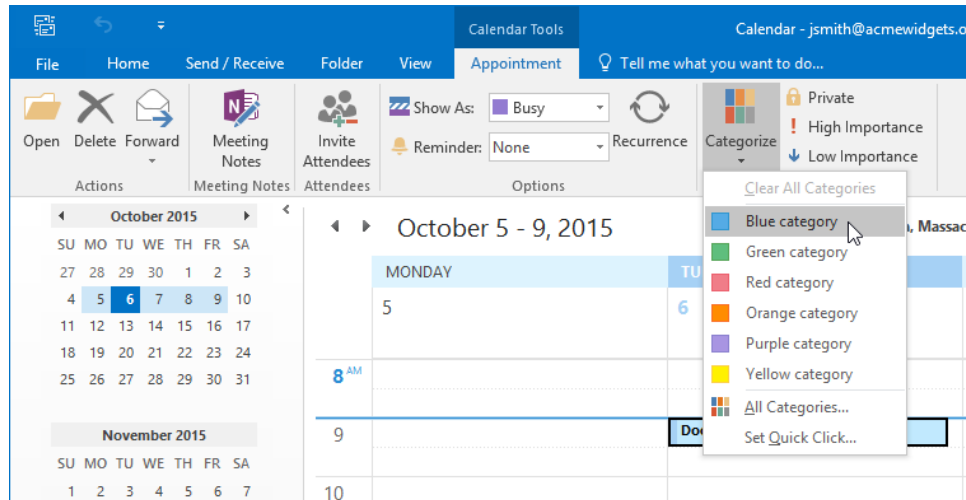 Calendar Tools
Calendar - jsmith@acmewidgets.o
File Home Send / Receive Folder View Appointment Tell me what you want to do...
Open Delete Forward
Actions
Meeting Notes
Meeting Notes
Invite Attendees
Attendees
Show As: Busy
Reminder: None
Recurrence
Options
Categorize
Private
High Importance
Low Importance
Clear All Categories
Blue category
Green category
Red category
Orange category
Purple category
Yellow category
All Categories...
Set Quick Click...
October 2015
SU MO TU WE TH FR SA
27 28 29 30 1 2 3
4 5 6 7 8 9 10
11 12 13 14 15 16 17
18 19 20 21 22 23 24
25 26 27 28 29 30 31
November 2015
SU MO TU WE TH FR SA
1 2 3 4 5 6 7
October 5 - 9, 2015
, Massac
MONDAY TU
5 6
8 AM
9
Do
10